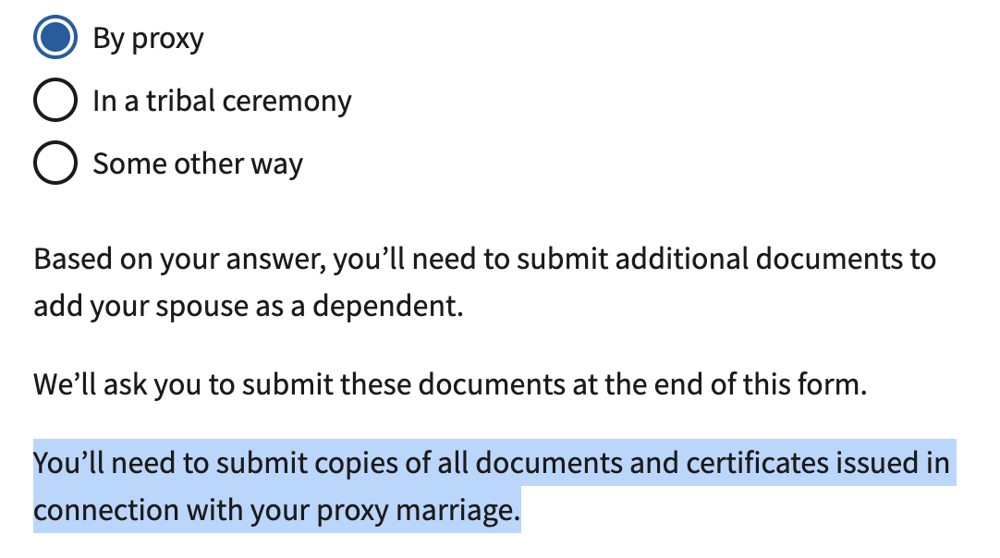 By proxy
In a tribal ceremony
Some other way
Based on your answer, you’ll need to submit additional documents to
add your spouse as a dependent.
We’ll ask you to submit these documents at the end of this form.
You’ll need to submit copies of all documents and certificates issued in
connection with your proxy marriage.